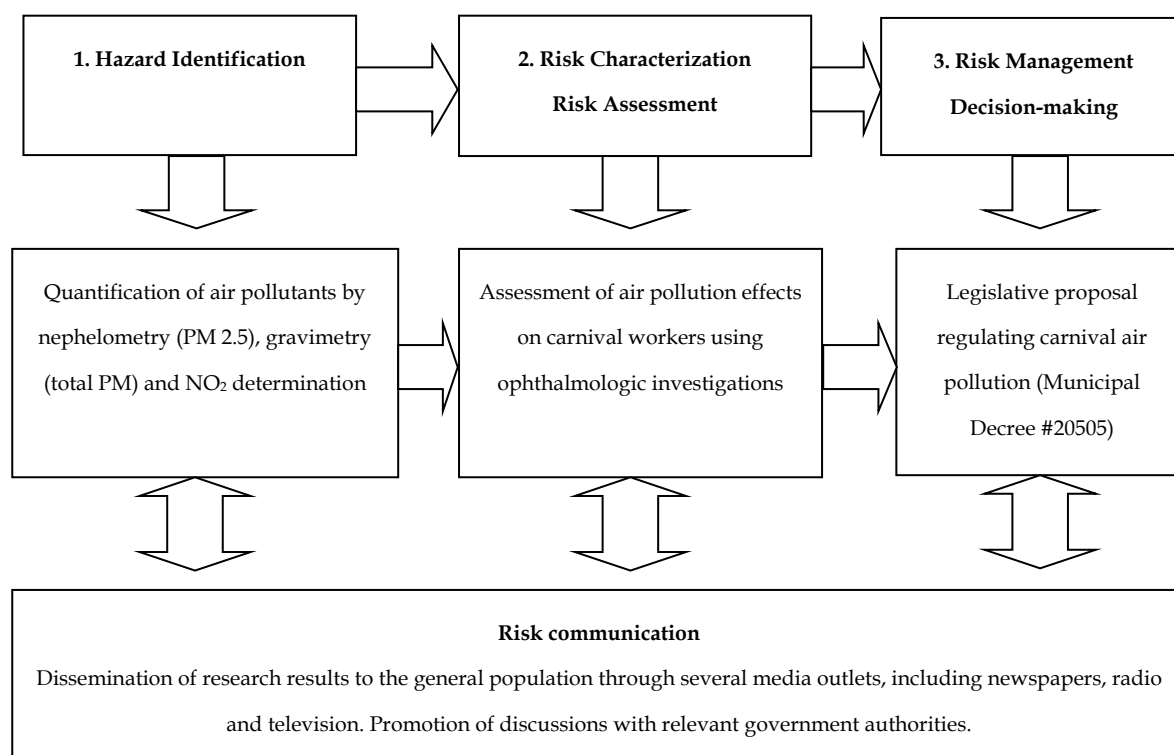 1. Hazard Identification
2. Risk Characterization
Risk Assessment
3. Risk Management
Decision-making
Quantification of air pollutants by
nephelometry (PM 2.5), gravimetry
(total PM) and NO₂ determination
Assessment of air pollution effects
on carnival workers using
ophthalmologic investigations
Legislative proposal
regulating carnival air
pollution (Municipal
Decree #20505)
Risk communication
Dissemination of research results to the general population through several media outlets, including newspapers, radio
and television. Promotion of discussions with relevant government authorities.